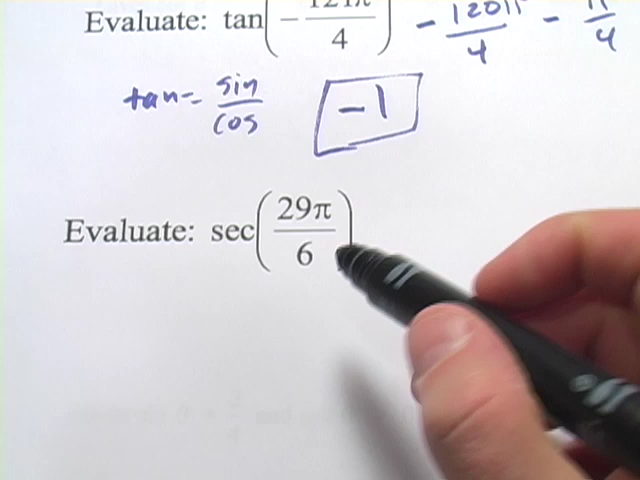 Evaluate: tan(-121π/4) -120π/4 - π/4
tan= sin/cos -1
Evaluate: sec(29π/6)